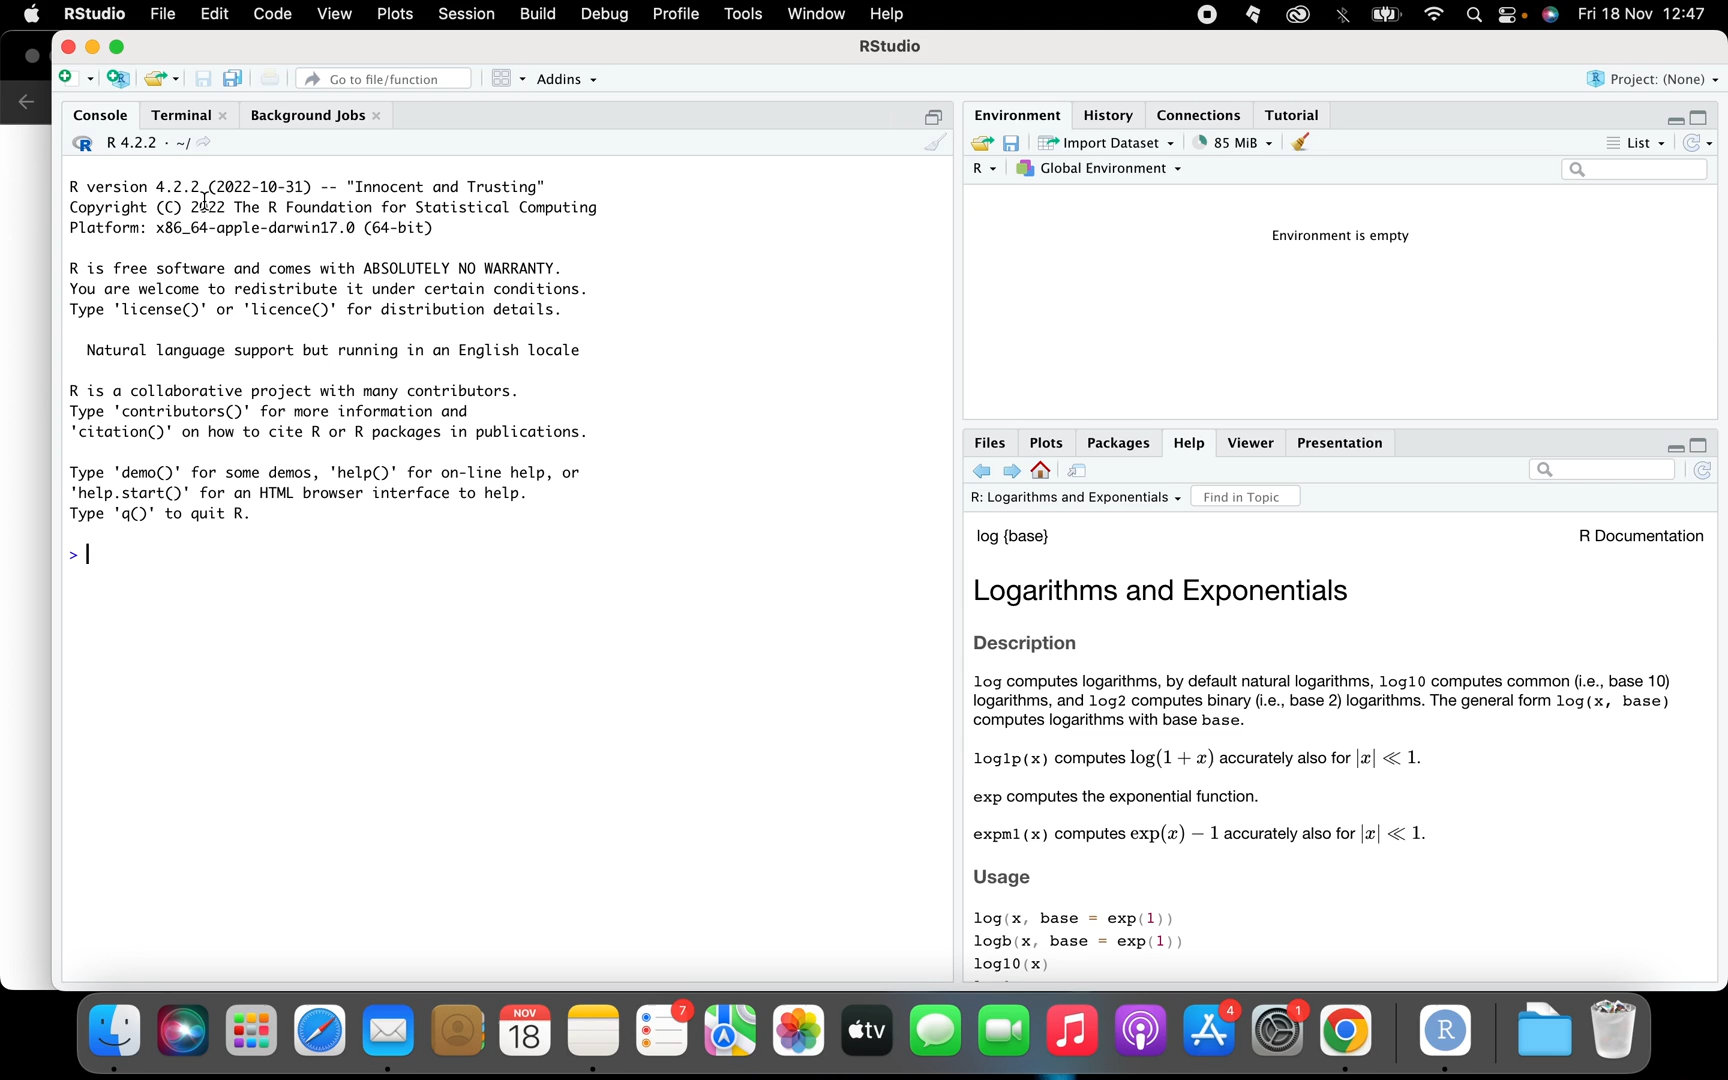 RStudio File Edit Code View Plots Session Build Debug Profile Tools Window Help Fri 18 Nov 12:47
RStudio
Go to file/function Addins Project: (None)
Console Terminal Background Jobs
R 4.2.2 · ~/
R version 4.2.2 (2022-10-31) -- "Innocent and Trusting"
Copyright (C) 2022 The R Foundation for Statistical Computing
Platform: x86_64-apple-darwin17.0 (64-bit)
R is free software and comes with ABSOLUTELY NO WARRANTY.
You are welcome to redistribute it under certain conditions.
Type 'license()' or 'licence()' for distribution details.
Natural language support but running in an English locale
R is a collaborative project with many contributors.
Type 'contributors()' for more information and
'citation()' on how to cite R or R packages in publications.
Type 'demo()' for some demos, 'help()' for on-line help, or
'help.start()' for an HTML browser interface to help.
Type 'q()' to quit R.
>
Environment History Connections Tutorial
Import Dataset 85 MiB List
R Global Environment
Environment is empty
Files Plots Packages Help Viewer Presentation
R: Logarithms and Exponentials Find in Topic
log {base} R Documentation
Logarithms and Exponentials
Description
log computes logarithms, by default natural logarithms, log10 computes common (i.e., base 10)
logarithms, and log2 computes binary (i.e., base 2) logarithms. The general form log(x, base)
computes logarithms with base base.
log1p(x) computes log(1 + x) accurately also for |x| ≪ 1.
exp computes the exponential function.
expm1(x) computes exp(x) − 1 accurately also for |x| ≪ 1.
Usage
log(x, base = exp(1))
logb(x, base = exp(1))
log10(x)
NOV 18 7 tv 4 1 R